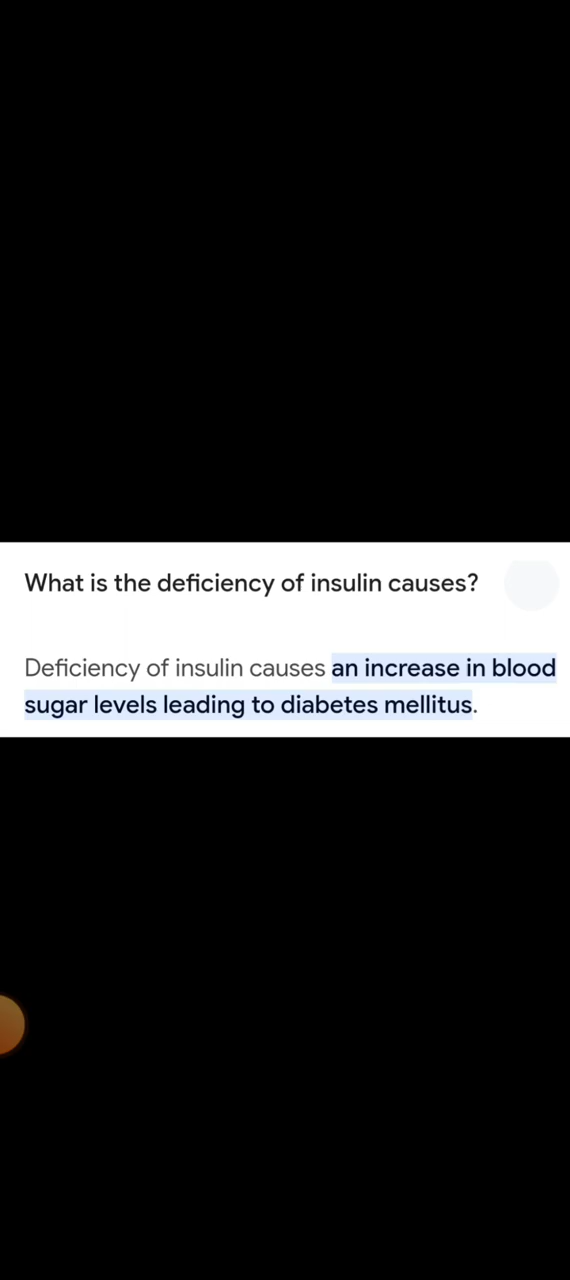 What is the deficiency of insulin causes?
Deficiency of insulin causes an increase in blood
sugar levels leading to diabetes mellitus.